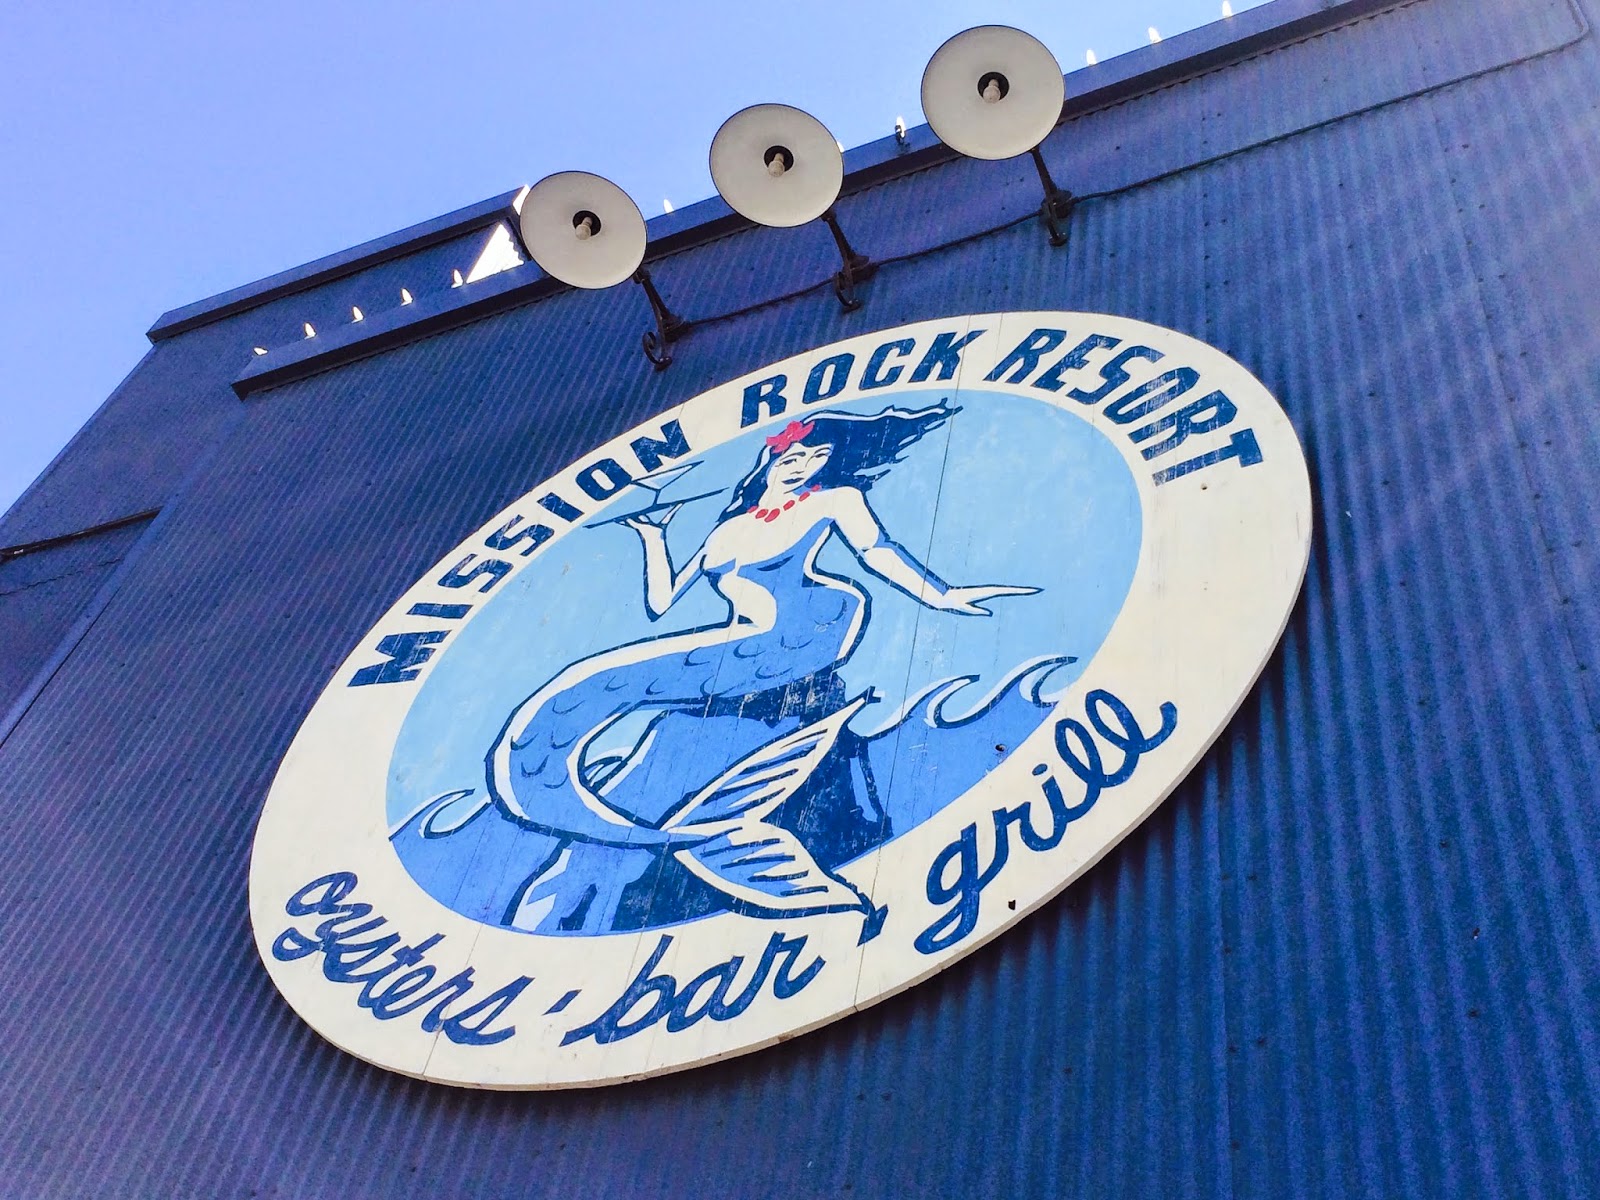 MISSION ROCK RESORT
oysters · bar · grill